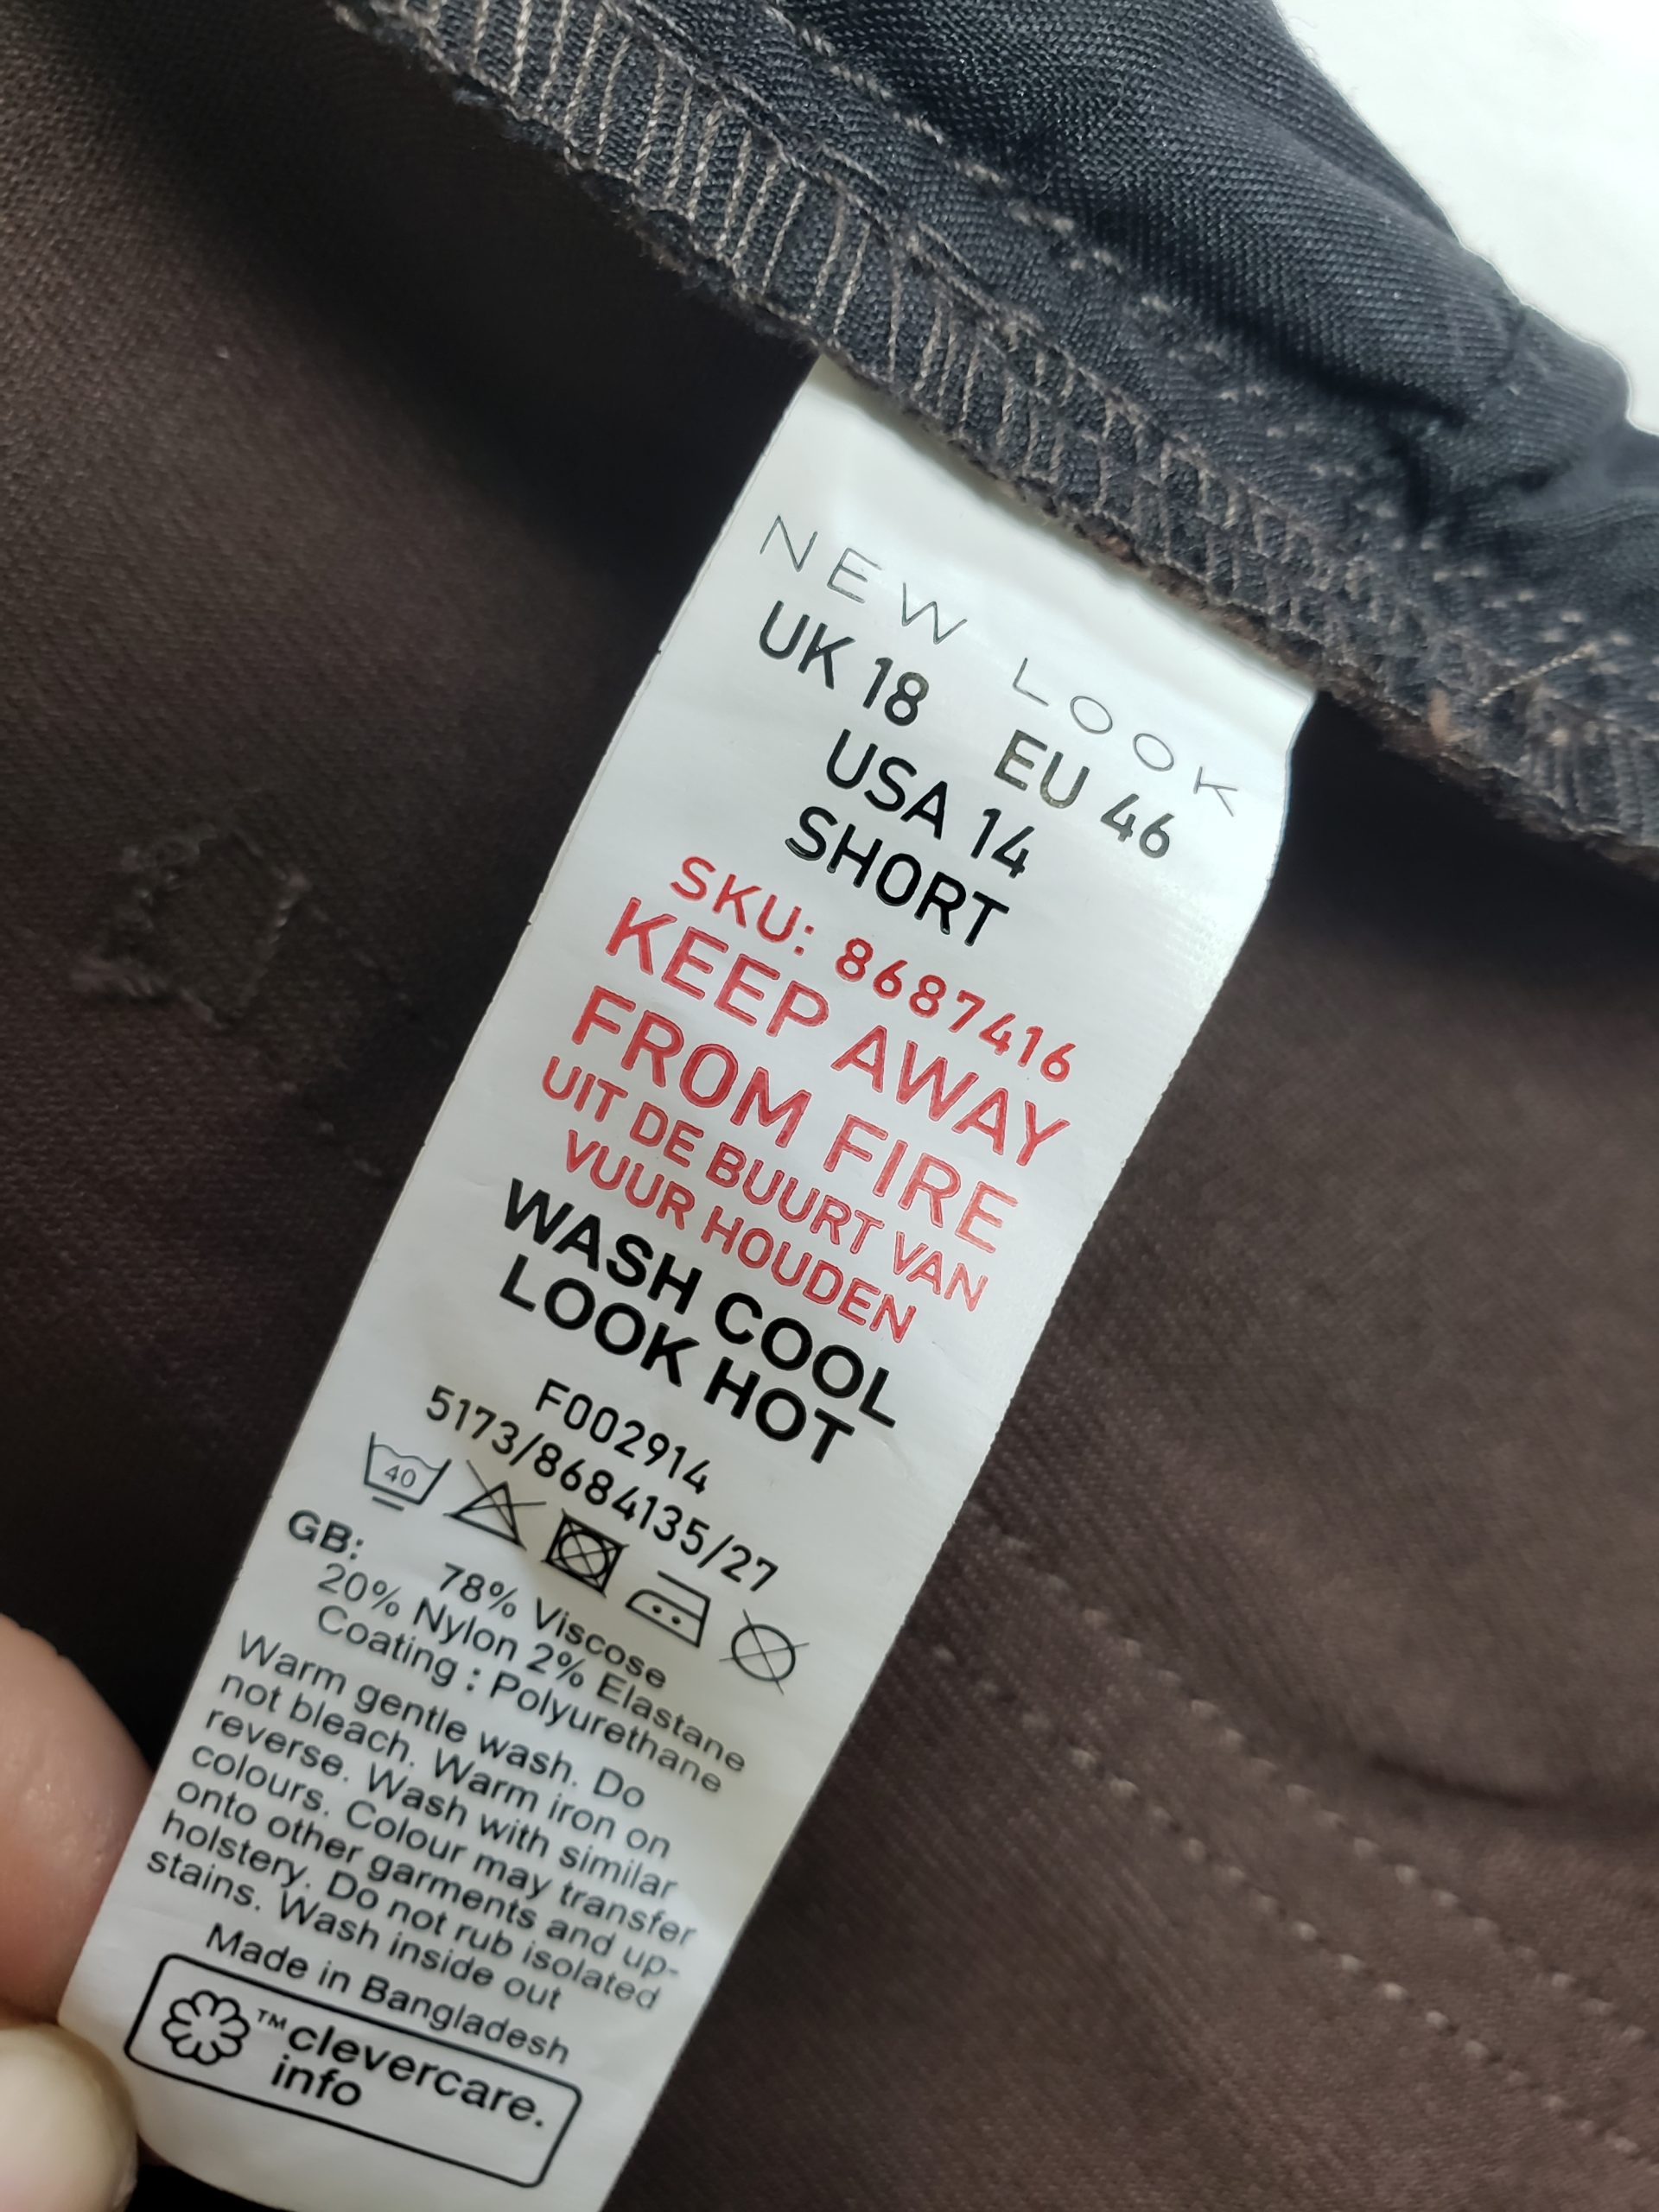 NEW LOOK
UK 18 EU 46
USA 14
SHORT
SKU: 8687416
KEEP AWAY
FROM FIRE
UIT DE BUURT VAN
VUUR HOUDEN
WASH COOL
LOOK HOT
F002914
5173/8684135/27
40
GB: 78% Viscose
20% Nylon 2% Elastane
Coating : Polyurethane
Warm gentle wash. Do
not bleach. Warm iron on
reverse. Wash with similar
colours. Colour may transfer
onto other garments and up-
holstery. Do not rub isolated
stains. Wash inside out
Made in Bangladesh
™clevercare.
info